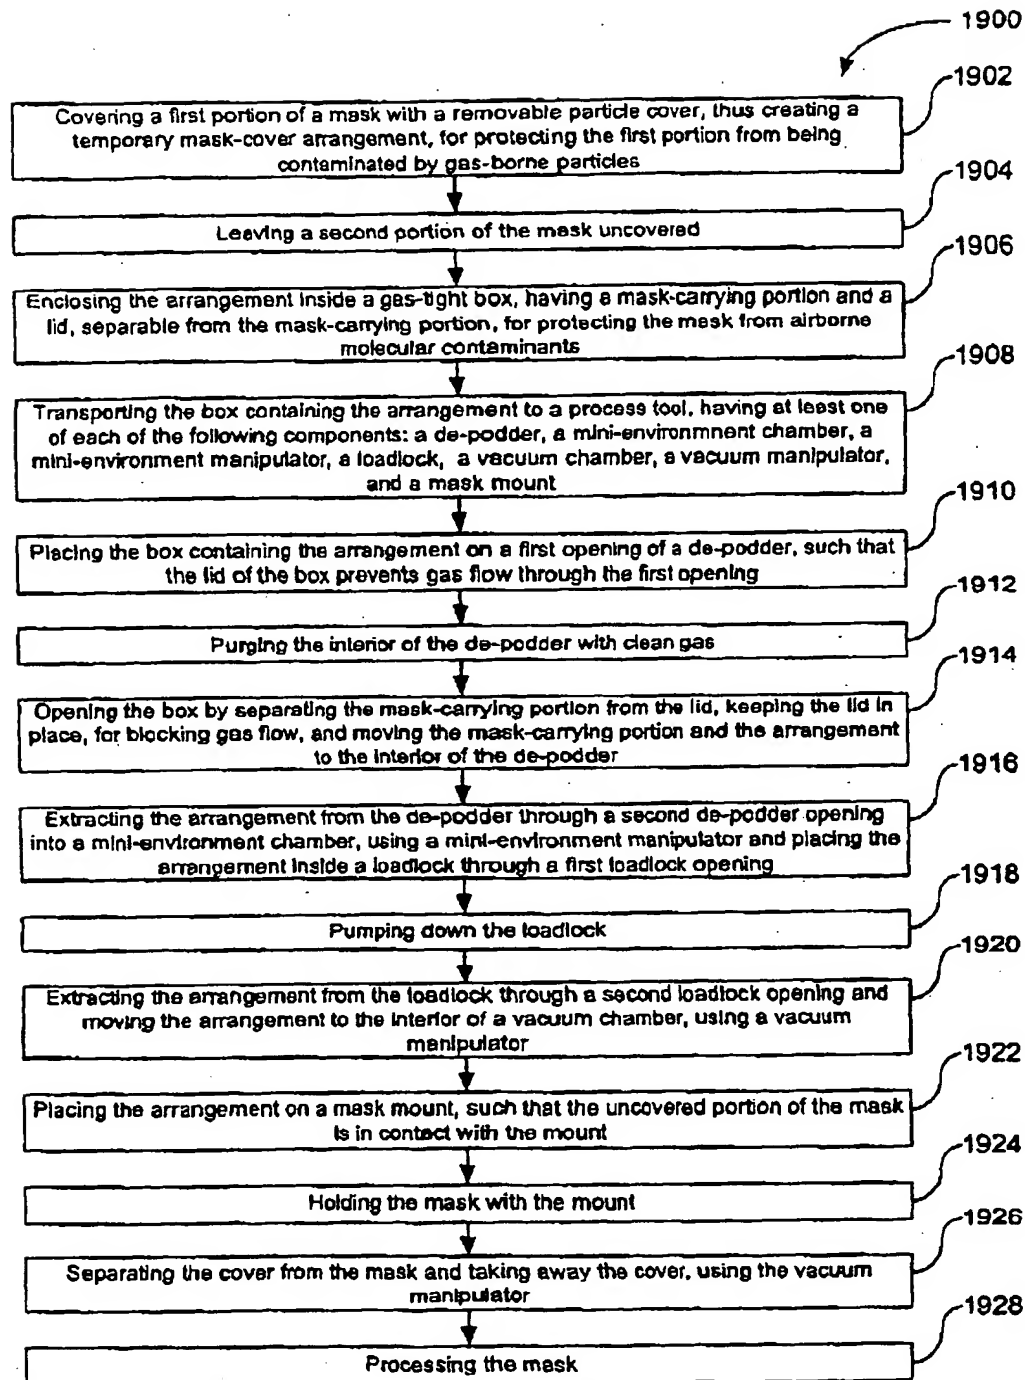 1900
1902
Covering a first portion of a mask with a removable particle cover, thus creating a
temporary mask-cover arrangement, for protecting the first portion from being
contaminated by gas-borne particles
1904
Leaving a second portion of the mask uncovered
1906
Enclosing the arrangement inside a gas-tight box, having a mask-carrying portion and a
lid, separable from the mask-carrying portion, for protecting the mask from airborne
molecular contaminants
1908
Transporting the box containing the arrangement to a process tool, having at least one
of each of the following components: a de-podder, a mini-environmnent chamber, a
mini-environment manipulator, a loadlock, a vacuum chamber, a vacuum manipulator,
and a mask mount
1910
Placing the box containing the arrangement on a first opening of a de-podder, such that
the lid of the box prevents gas flow through the first opening
1912
Purging the interior of the de-podder with clean gas
1914
Opening the box by separating the mask-carrying portion from the lid, keeping the lid in
place, for blocking gas flow, and moving the mask-carrying portion and the arrangement
to the interior of the de-podder
1916
Extracting the arrangement from the de-podder through a second de-podder opening
into a mini-environment chamber, using a mini-environment manipulator and placing the
arrangement inside a loadlock through a first loadlock opening
1918
Pumping down the loadlock
1920
Extracting the arrangement from the loadlock through a second loadlock opening and
moving the arrangement to the interior of a vacuum chamber, using a vacuum
manipulator
1922
Placing the arrangement on a mask mount, such that the uncovered portion of the mask
is in contact with the mount
1924
Holding the mask with the mount
1926
Separating the cover from the mask and taking away the cover, using the vacuum
manipulator
1928
Processing the mask